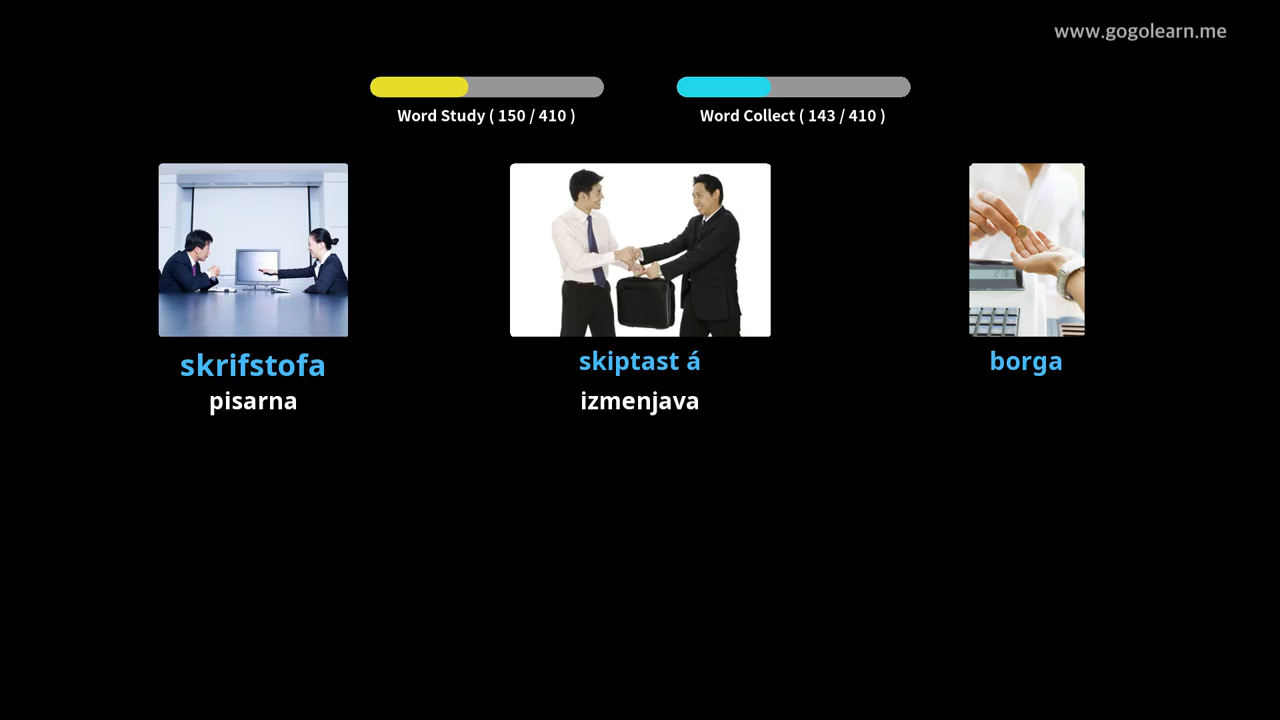 www.gogolearn.me
Word Study ( 150 / 410 )
Word Collect ( 143 / 410 )
skrifstofa
pisarna
skiptast á
izmenjava
borga